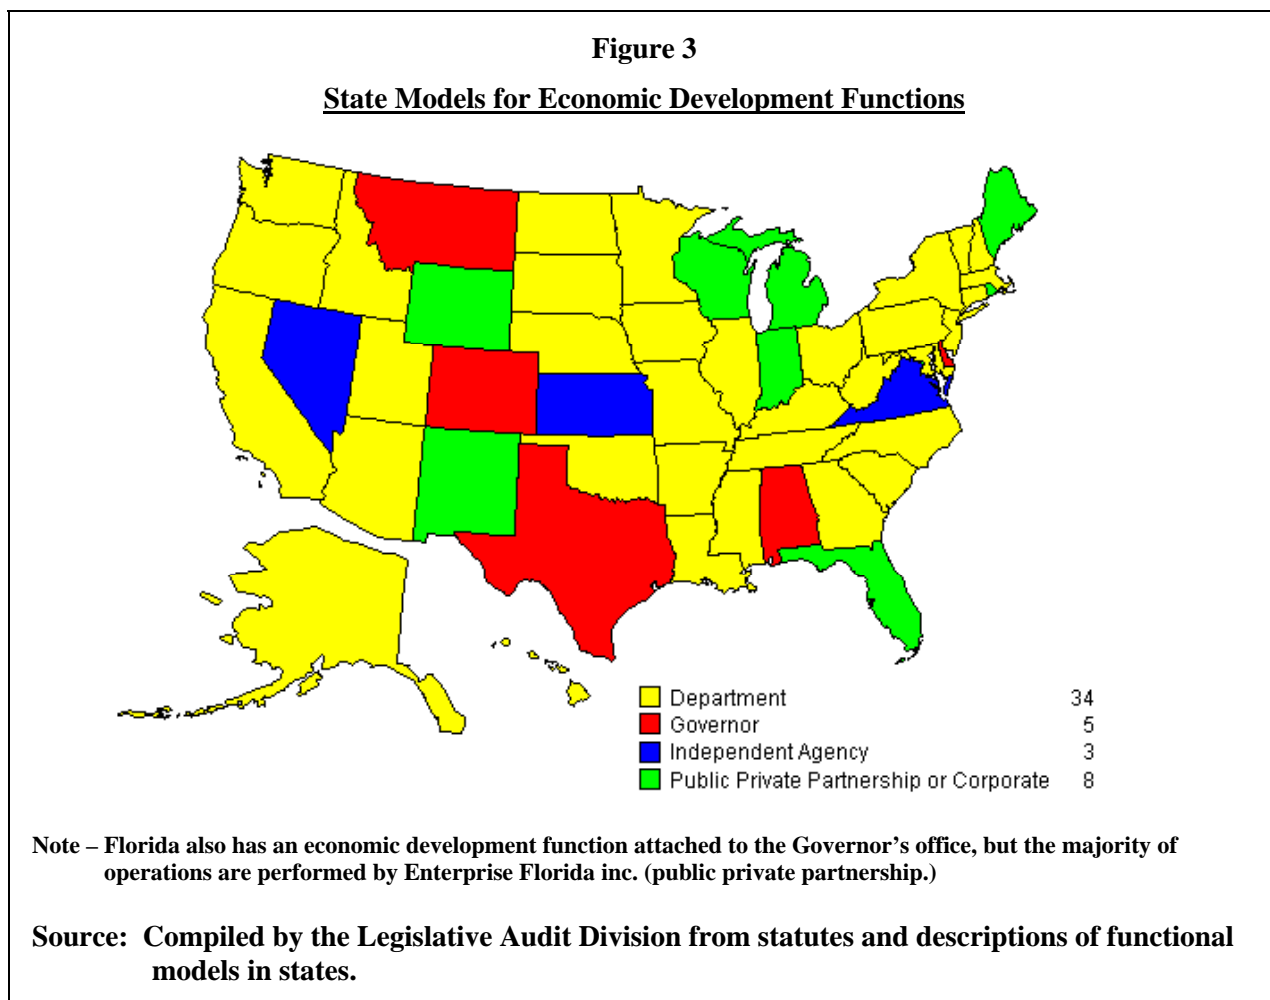 Figure 3
State Models for Economic Development Functions
Department 34
Governor 5
Independent Agency 3
Public Private Partnership or Corporate 8
Note – Florida also has an economic development function attached to the Governor's office, but the majority of
operations are performed by Enterprise Florida inc. (public private partnership.)
Source: Compiled by the Legislative Audit Division from statutes and descriptions of functional
models in states.